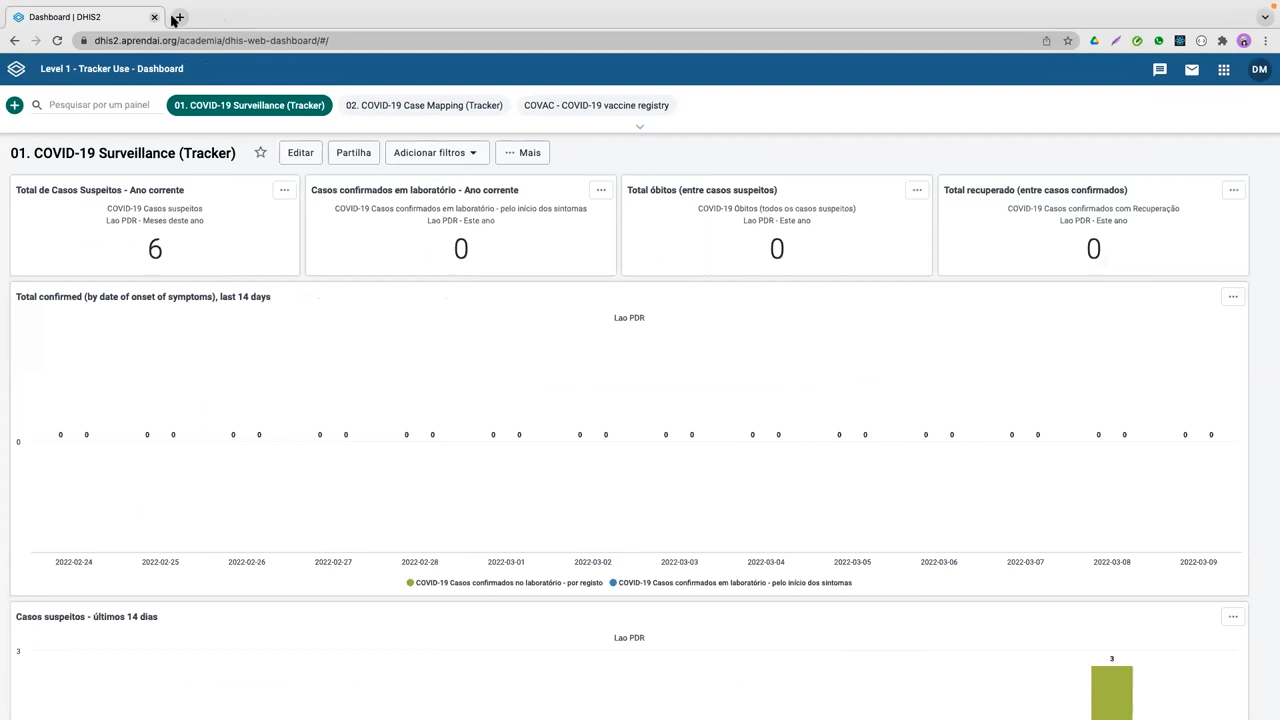 Dashboard | DHIS2
dhis2.aprendai.org/academia/dhis-web-dashboard/#/
Level 1 - Tracker Use - Dashboard
DM
Pesquisar por um painel
01. COVID-19 Surveillance (Tracker)
02. COVID-19 Case Mapping (Tracker)
COVAC - COVID-19 vaccine registry
01. COVID-19 Surveillance (Tracker)
Editar
Partilha
Adicionar filtros
Mais
Total de Casos Suspeitos - Ano corrente
COVID-19 Casos suspeitos
Lao PDR - Meses deste ano
6
Casos confirmados em laboratório - Ano corrente
COVID-19 Casos confirmados em laboratório - pelo início dos sintomas
Lao PDR - Este ano
0
Total óbitos (entre casos suspeitos)
COVID-19 Óbitos (todos os casos suspeitos)
Lao PDR - Este ano
0
Total recuperado (entre casos confirmados)
COVID-19 Casos confirmados com Recuperação
Lao PDR - Este ano
0
Total confirmed (by date of onset of symptoms), last 14 days
Lao PDR
0 0 0 0 0 0 0 0 0 0 0 0 0 0 0 0 0 0 0 0 0 0 0 0 0 0 0 0
0
2022-02-24 2022-02-25 2022-02-26 2022-02-27 2022-02-28 2022-03-01 2022-03-02 2022-03-03 2022-03-04 2022-03-05 2022-03-06 2022-03-07 2022-03-08 2022-03-09
COVID-19 Casos confirmados no laboratório - por registo COVID-19 Casos confirmados em laboratório - pelo início dos sintomas
Casos suspeitos - últimos 14 dias
Lao PDR
3
3